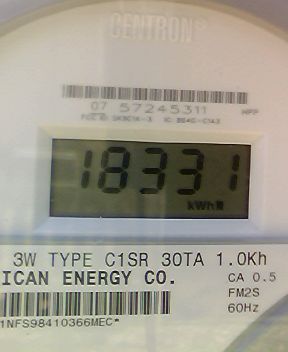 CENTRON®
07 57245311 HPP
18331
kWh
3W TYPE C1SR 30TA 1.0Kh
ICAN ENERGY CO. CA 0.5
FM2S
1NFS98410366MEC* 60Hz